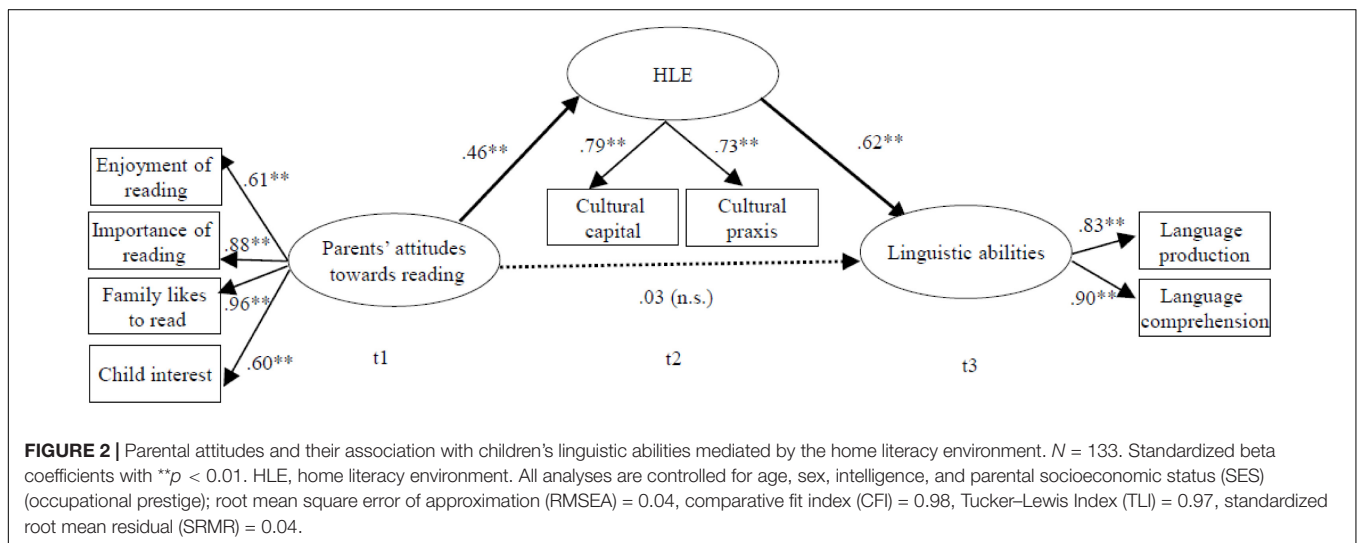 HLE
.46**
.79**
.73**
.62**
Enjoyment of
reading
.61**
Cultural
capital
Cultural
praxis
Importance of
reading
.88**
Parents’ attitudes
towards reading
Linguistic abilities
.83**
Language
production
Family likes
to read
.96**
.03 (n.s.)
.90**
Language
comprehension
Child interest
.60**
t1
t2
t3
FIGURE 2 | Parental attitudes and their association with children’s linguistic abilities mediated by the home literacy environment. N = 133. Standardized beta
coefficients with **p < 0.01. HLE, home literacy environment. All analyses are controlled for age, sex, intelligence, and parental socioeconomic status (SES)
(occupational prestige); root mean square error of approximation (RMSEA) = 0.04, comparative fit index (CFI) = 0.98, Tucker–Lewis Index (TLI) = 0.97, standardized
root mean residual (SRMR) = 0.04.